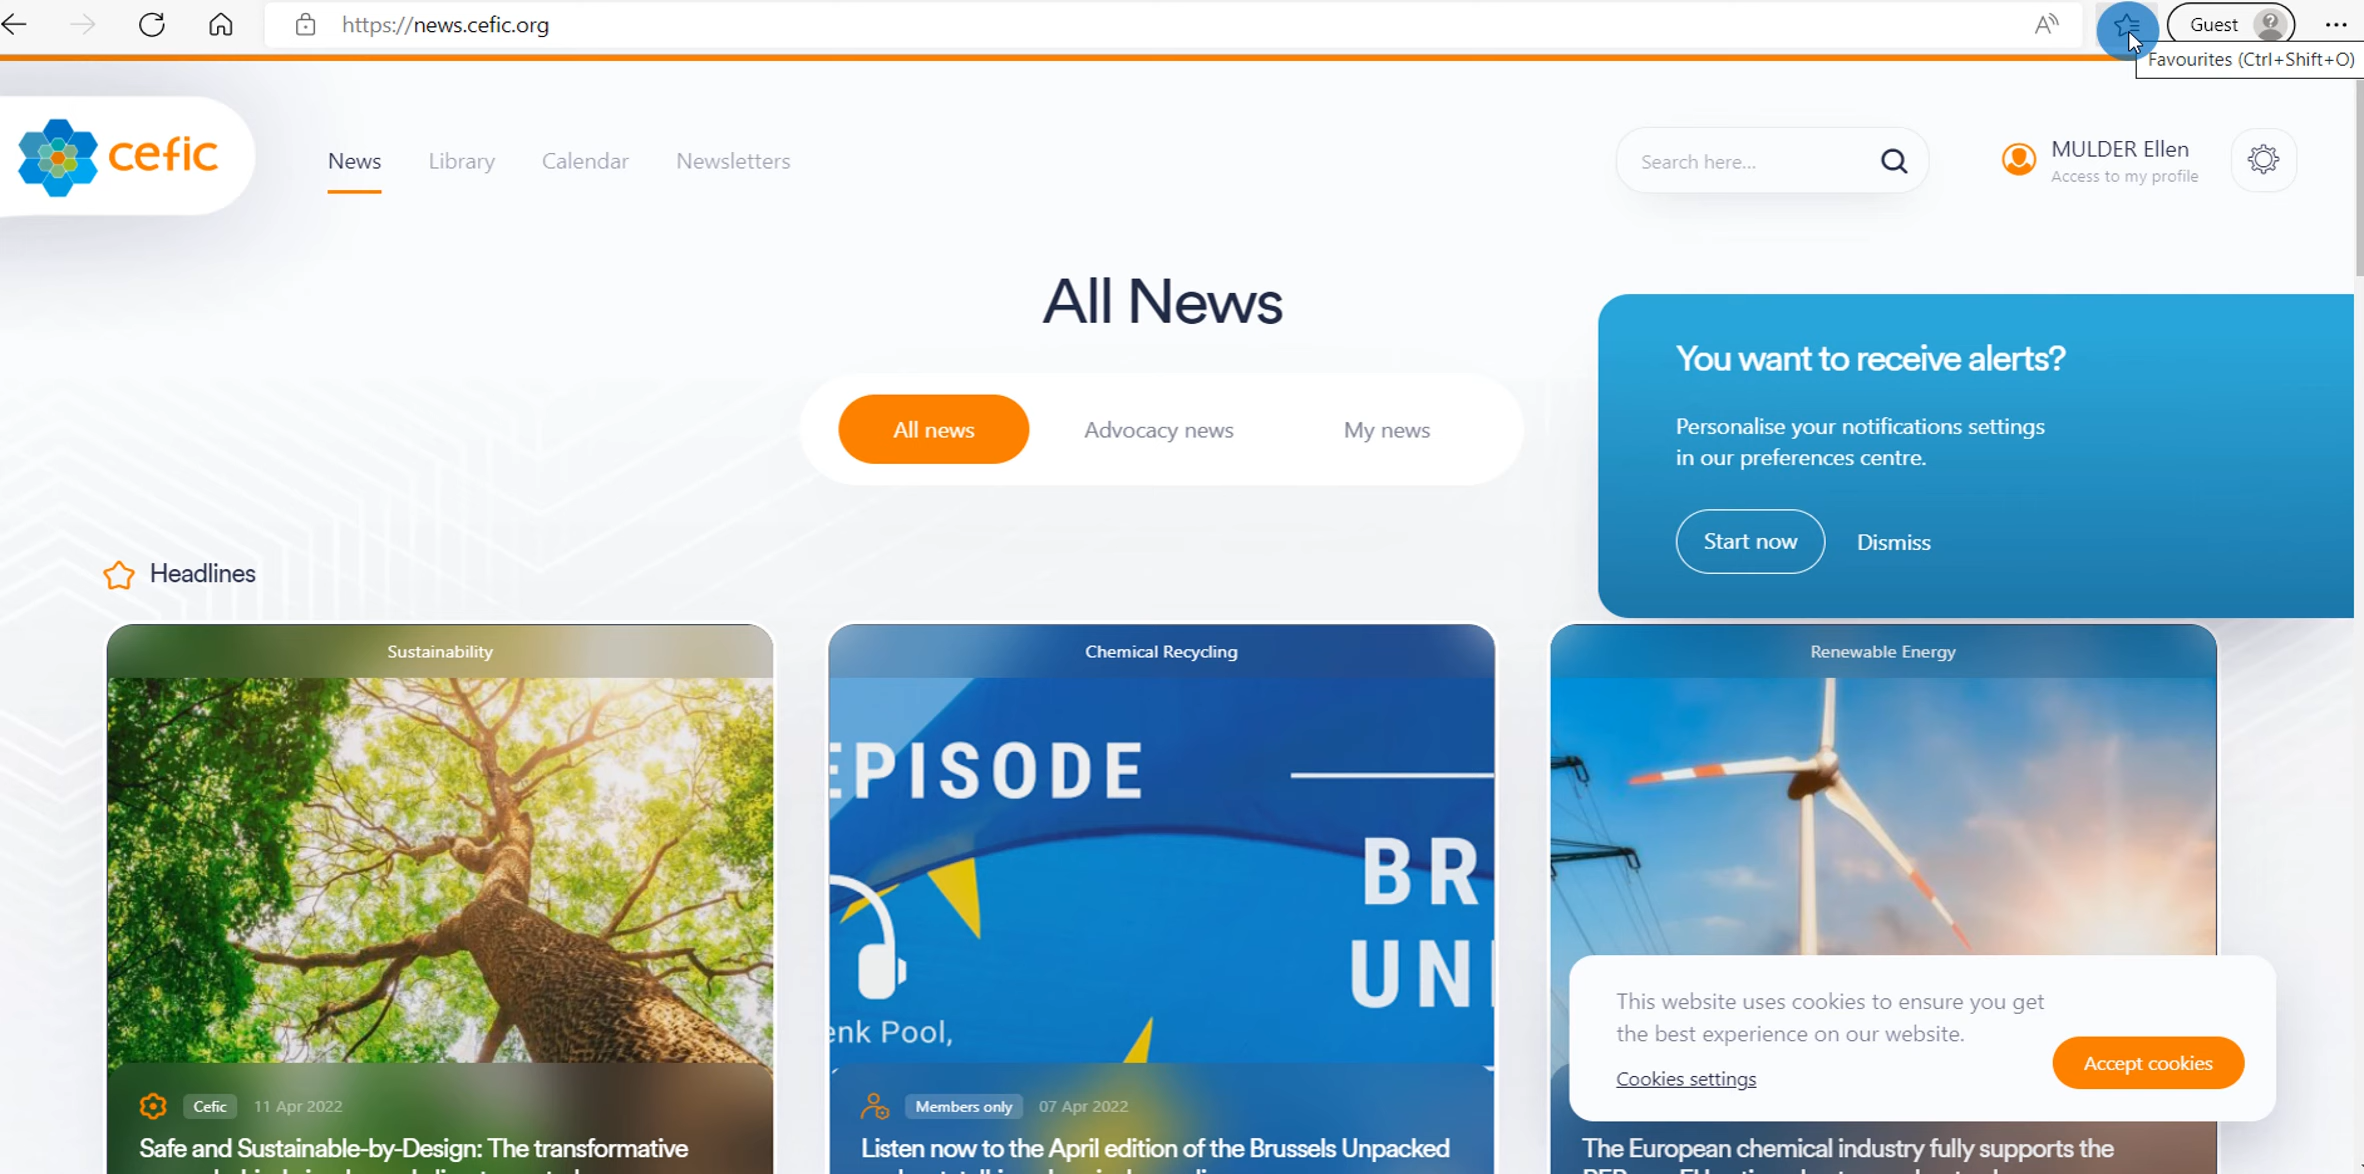 https://news.cefic.org
Guest
Favourites (Ctrl+Shift+O)
cefic
News
Library
Calendar
Newsletters
Search here...
MULDER Ellen
Access to my profile
All News
All news
Advocacy news
My news
You want to receive alerts?
Personalise your notifications settings
in our preferences centre.
Start now
Dismiss
Headlines
Sustainability
Cefic
11 Apr 2022
Safe and Sustainable-by-Design: The transformative
Chemical Recycling
EPISODE
BR
UN
enk Pool,
Members only
07 Apr 2022
Listen now to the April edition of the Brussels Unpacked
Renewable Energy
The European chemical industry fully supports the
This website uses cookies to ensure you get
the best experience on our website.
Cookies settings
Accept cookies